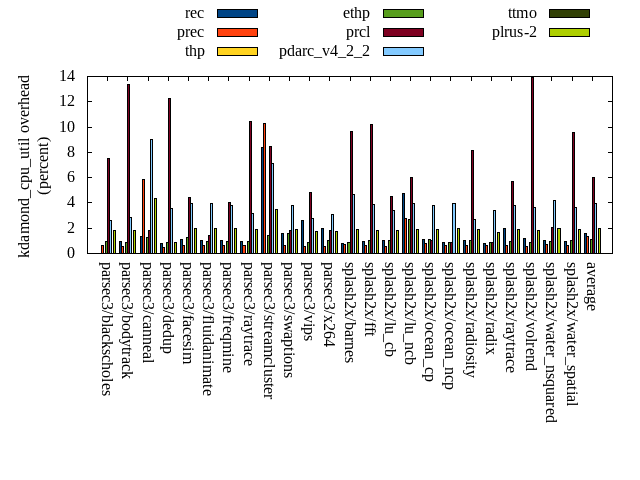 rec ethp ttmo
prec prcl plrus-2
thp pdarc_v4_2_2
kdamond_cpu_util overhead
(percent)
14
12
10
8
6
4
2
0
parsec3/blackscholes
parsec3/bodytrack
parsec3/canneal
parsec3/dedup
parsec3/facesim
parsec3/fluidanimate
parsec3/freqmine
parsec3/raytrace
parsec3/streamcluster
parsec3/swaptions
parsec3/vips
parsec3/x264
splash2x/barnes
splash2x/fft
splash2x/lu_cb
splash2x/lu_ncb
splash2x/ocean_cp
splash2x/ocean_ncp
splash2x/radiosity
splash2x/radix
splash2x/raytrace
splash2x/volrend
splash2x/water_nsquared
splash2x/water_spatial
average